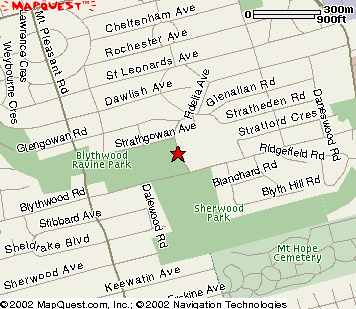 MAPQUEST
TM
300m
900ft
Cheltenham Ave
Rochester Ave
St Leonards Ave
Dawlish Ave
Lawrence Cres
Weybourne Cres
Mt Pleasant Rd
Fidelia Ave
Glenallan Rd
Stratheden Rd
Stratford Cres
Daneswood Rd
Glengowan Rd
Strathgowan Ave
Blythwood
Ravine Park
Ridgefield Rd
Blanchard Rd
Blyth Hill Rd
Blythwood Rd
Stibbard Ave
Dalewood Rd
Sherwood
Park
Sheldrake Blvd
Mt Hope
Cemetery
Sherwood Ave
Keewatin Ave
Erskine Ave
©2002 MapQuest.com, Inc.; ©2002 Navigation Technologies